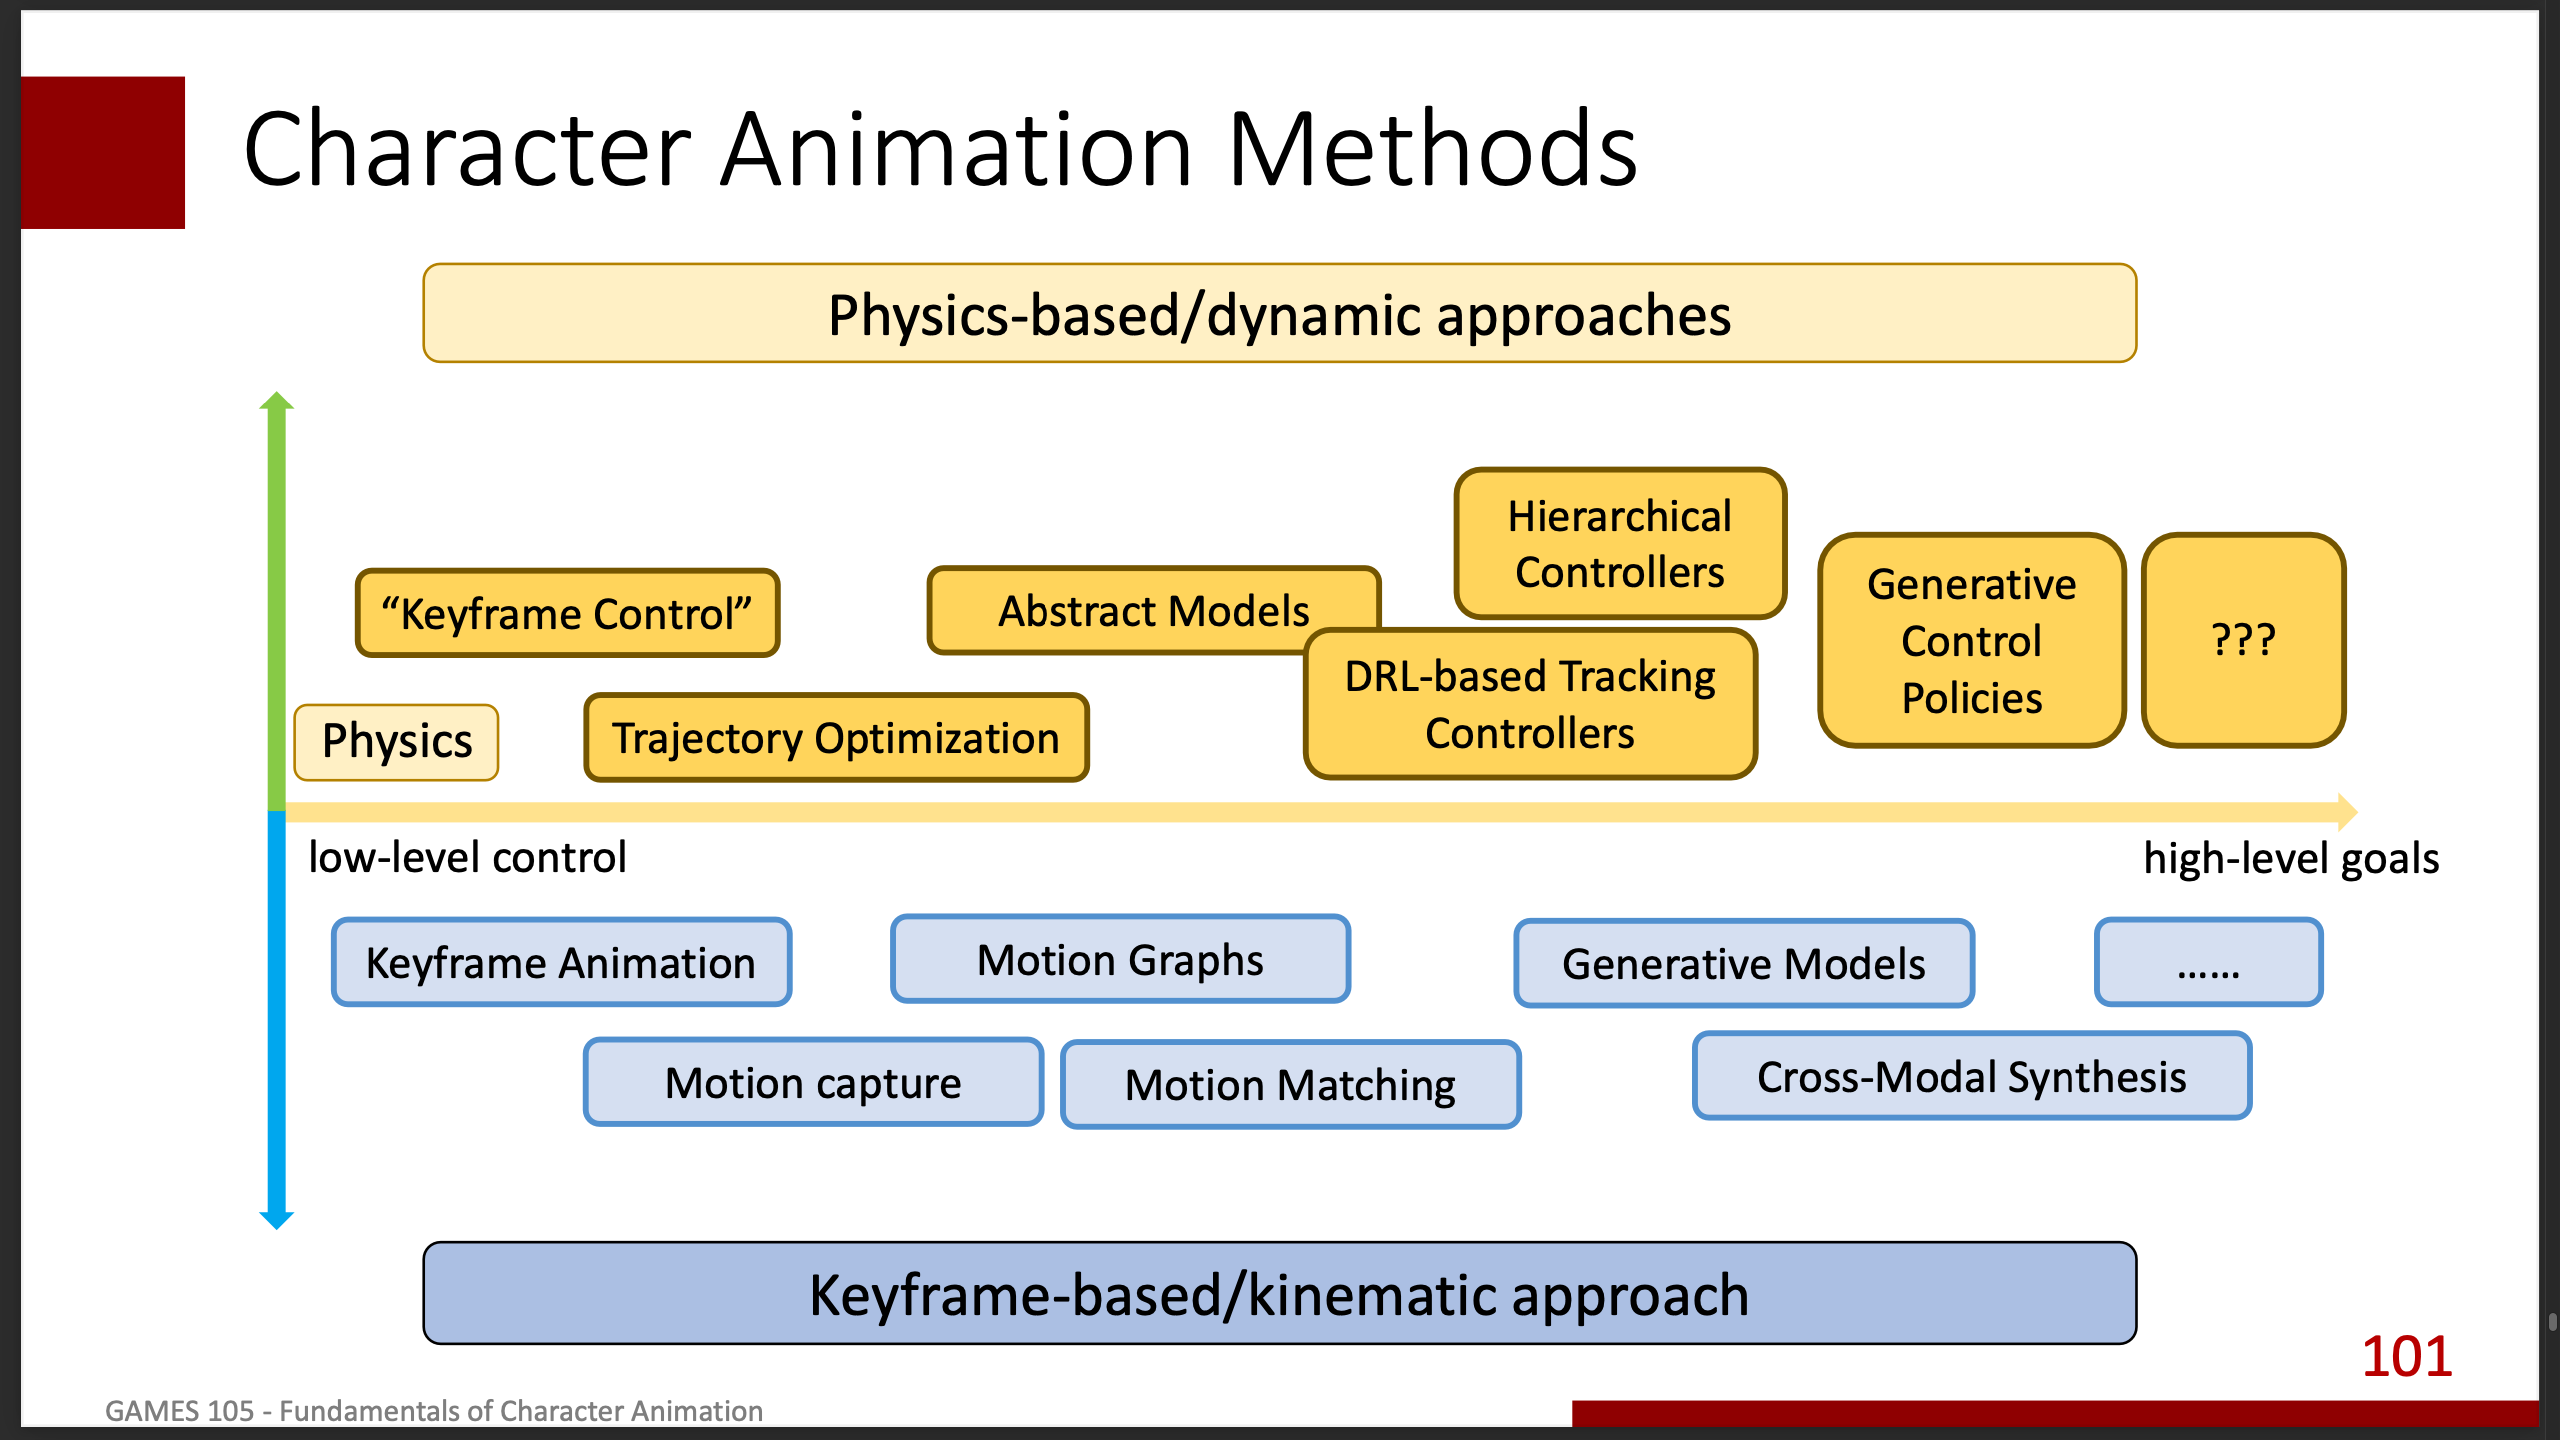 Character Animation Methods
Physics-based/dynamic approaches
Hierarchical
Controllers
“Keyframe Control”
Abstract Models
Generative
Control
Policies
???
DRL-based Tracking
Controllers
Physics
Trajectory Optimization
low-level control
high-level goals
Keyframe Animation
Motion Graphs
Generative Models
......
Motion capture
Motion Matching
Cross-Modal Synthesis
Keyframe-based/kinematic approach
101
GAMES 105 - Fundamentals of Character Animation